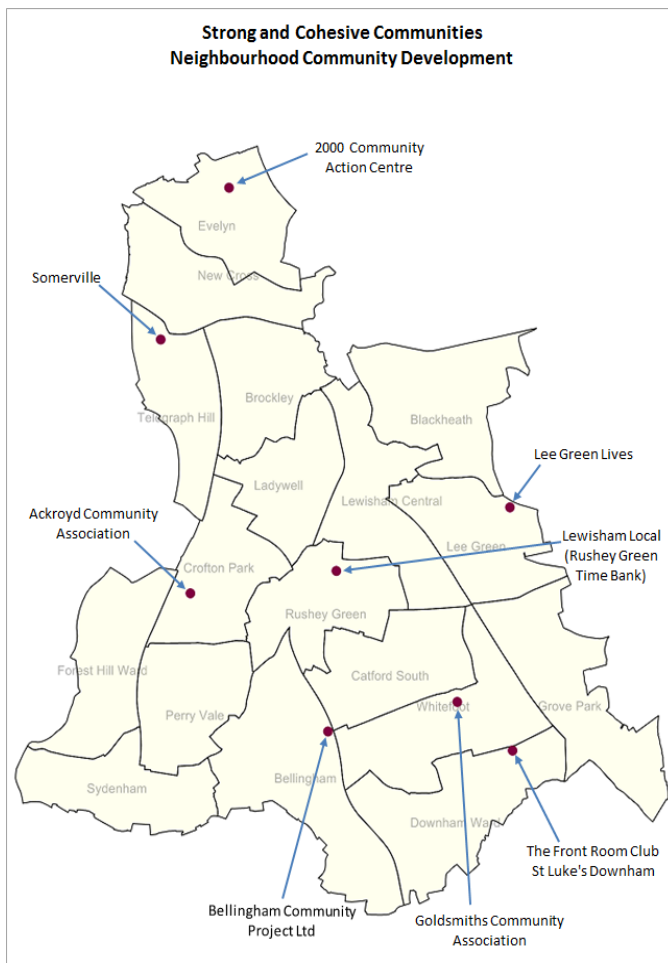 Strong and Cohesive Communities
Neighbourhood Community Development
2000 Community
Action Centre
Evelyn
New Cross
Somerville
Telegraph Hill
Brockley
Blackheath
Ladywell
Lewisham Central
Lee Green Lives
Ackroyd Community
Association
Crofton Park
Lee Green
Lewisham Local
(Rushey Green
Time Bank)
Rushey Green
Forest Hill Ward
Catford South
Perry Vale
Whitefoot
Grove Park
Sydenham
Bellingham
Downham Ward
The Front Room Club
St Luke's Downham
Bellingham Community
Project Ltd
Goldsmiths Community
Association